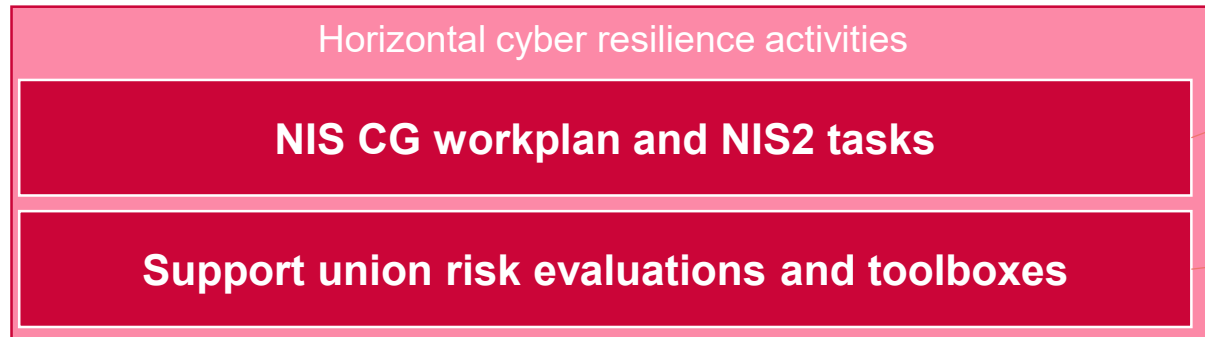 Horizontal cyber resilience activities
NIS CG workplan and NIS2 tasks
Support union risk evaluations and toolboxes